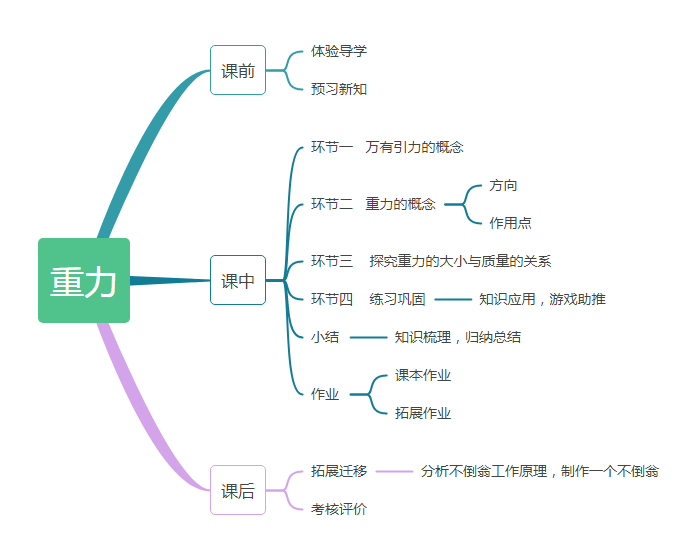 重力
课前
体验导学
预习新知
课中
环节一 万有引力的概念
环节二 重力的概念
方向
作用点
环节三 探究重力的大小与质量的关系
环节四 练习巩固
知识应用，游戏助推
小结
知识梳理，归纳总结
作业
课本作业
拓展作业
课后
拓展迁移
分析不倒翁工作原理，制作一个不倒翁
考核评价